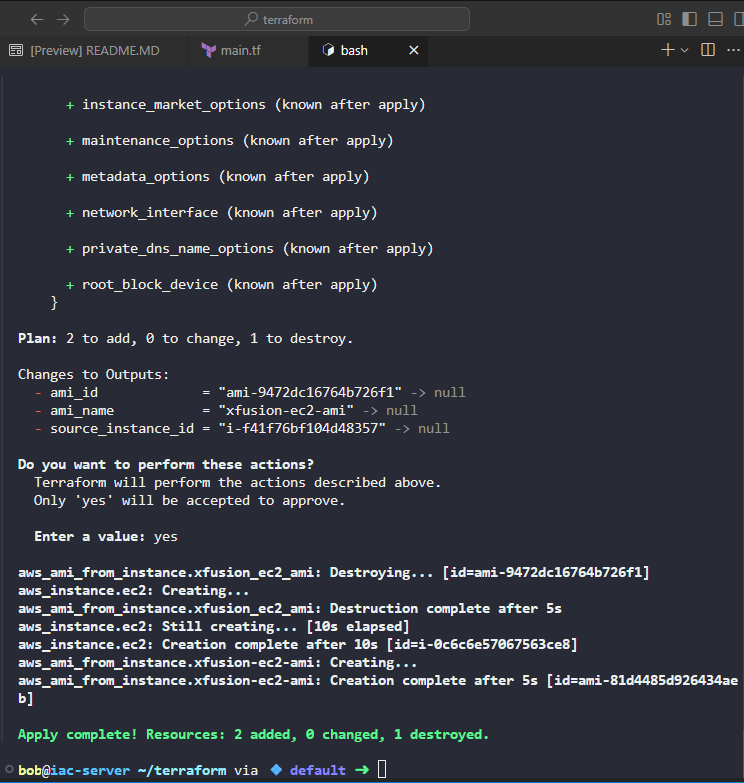 terraform
[Preview] README.MD
main.tf
bash
+ instance_market_options (known after apply)
+ maintenance_options (known after apply)
+ metadata_options (known after apply)
+ network_interface (known after apply)
+ private_dns_name_options (known after apply)
+ root_block_device (known after apply)
}
Plan: 2 to add, 0 to change, 1 to destroy.
Changes to Outputs:
- ami_id             = "ami-9472dc16764b726f1" -> null
- ami_name           = "xfusion-ec2-ami" -> null
- source_instance_id = "i-f41f76bf104d48357" -> null
Do you want to perform these actions?
Terraform will perform the actions described above.
Only 'yes' will be accepted to approve.
Enter a value: yes
aws_ami_from_instance.xfusion_ec2_ami: Destroying... [id=ami-9472dc16764b726f1]
aws_instance.ec2: Creating...
aws_ami_from_instance.xfusion_ec2_ami: Destruction complete after 5s
aws_instance.ec2: Still creating... [10s elapsed]
aws_instance.ec2: Creation complete after 10s [id=i-0c6c6e57067563ce8]
aws_ami_from_instance.xfusion-ec2-ami: Creating...
aws_ami_from_instance.xfusion-ec2-ami: Creation complete after 5s [id=ami-81d4485d926434ae
b]
Apply complete! Resources: 2 added, 0 changed, 1 destroyed.
bob@iac-server ~/terraform via ◆ default ➜